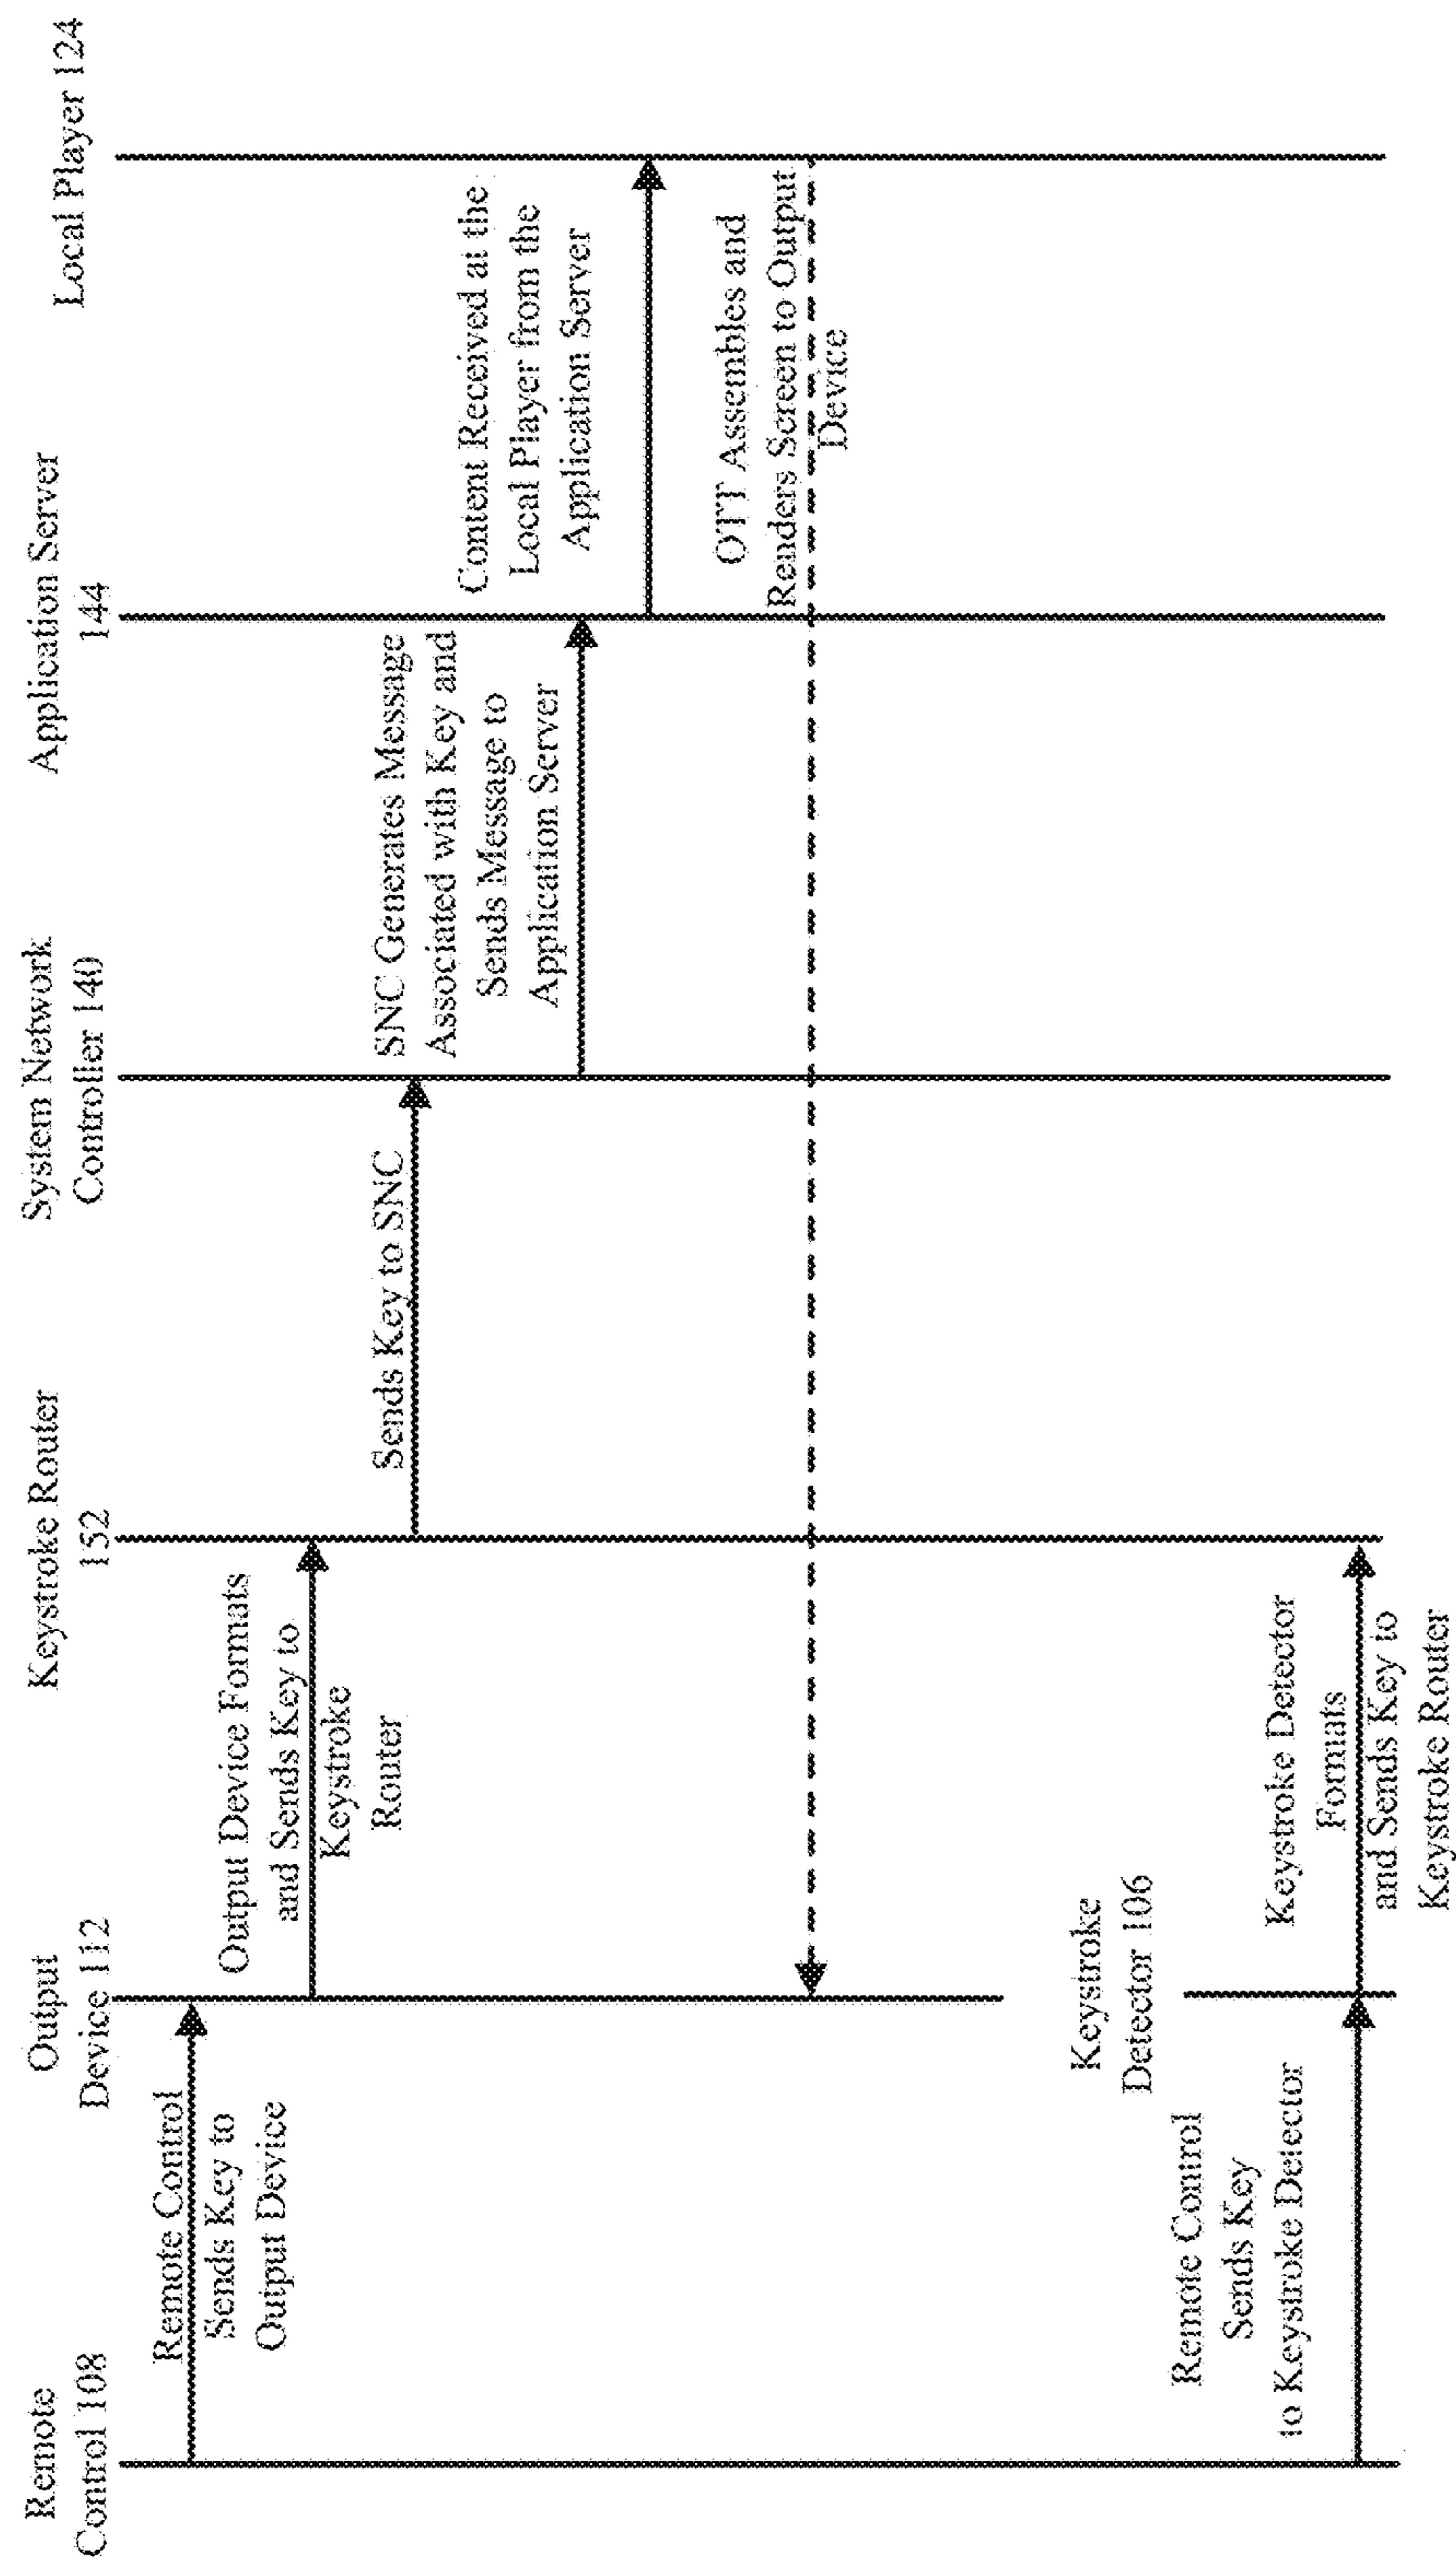 Remote
Control 108
Output
Device 112
Keystroke Router
152
System Network
Controller 140
Application Server
144
Local Player 124
Remote Control
Sends Key to
Output Device
Output Device Formats
and Sends Key to
Keystroke
Router
Sends Key to SNC
SNC Generates Message
Associated with Key and
Sends Message to
Application Server
Content Received at the
Local Player from the
Application Server
OTT Assembles and
Renders Screen to Output
Device
Keystroke
Detector 106
Remote Control
Sends Key
to Keystroke Detector
Keystroke Detector
Formats
and Sends Key to
Keystroke Router